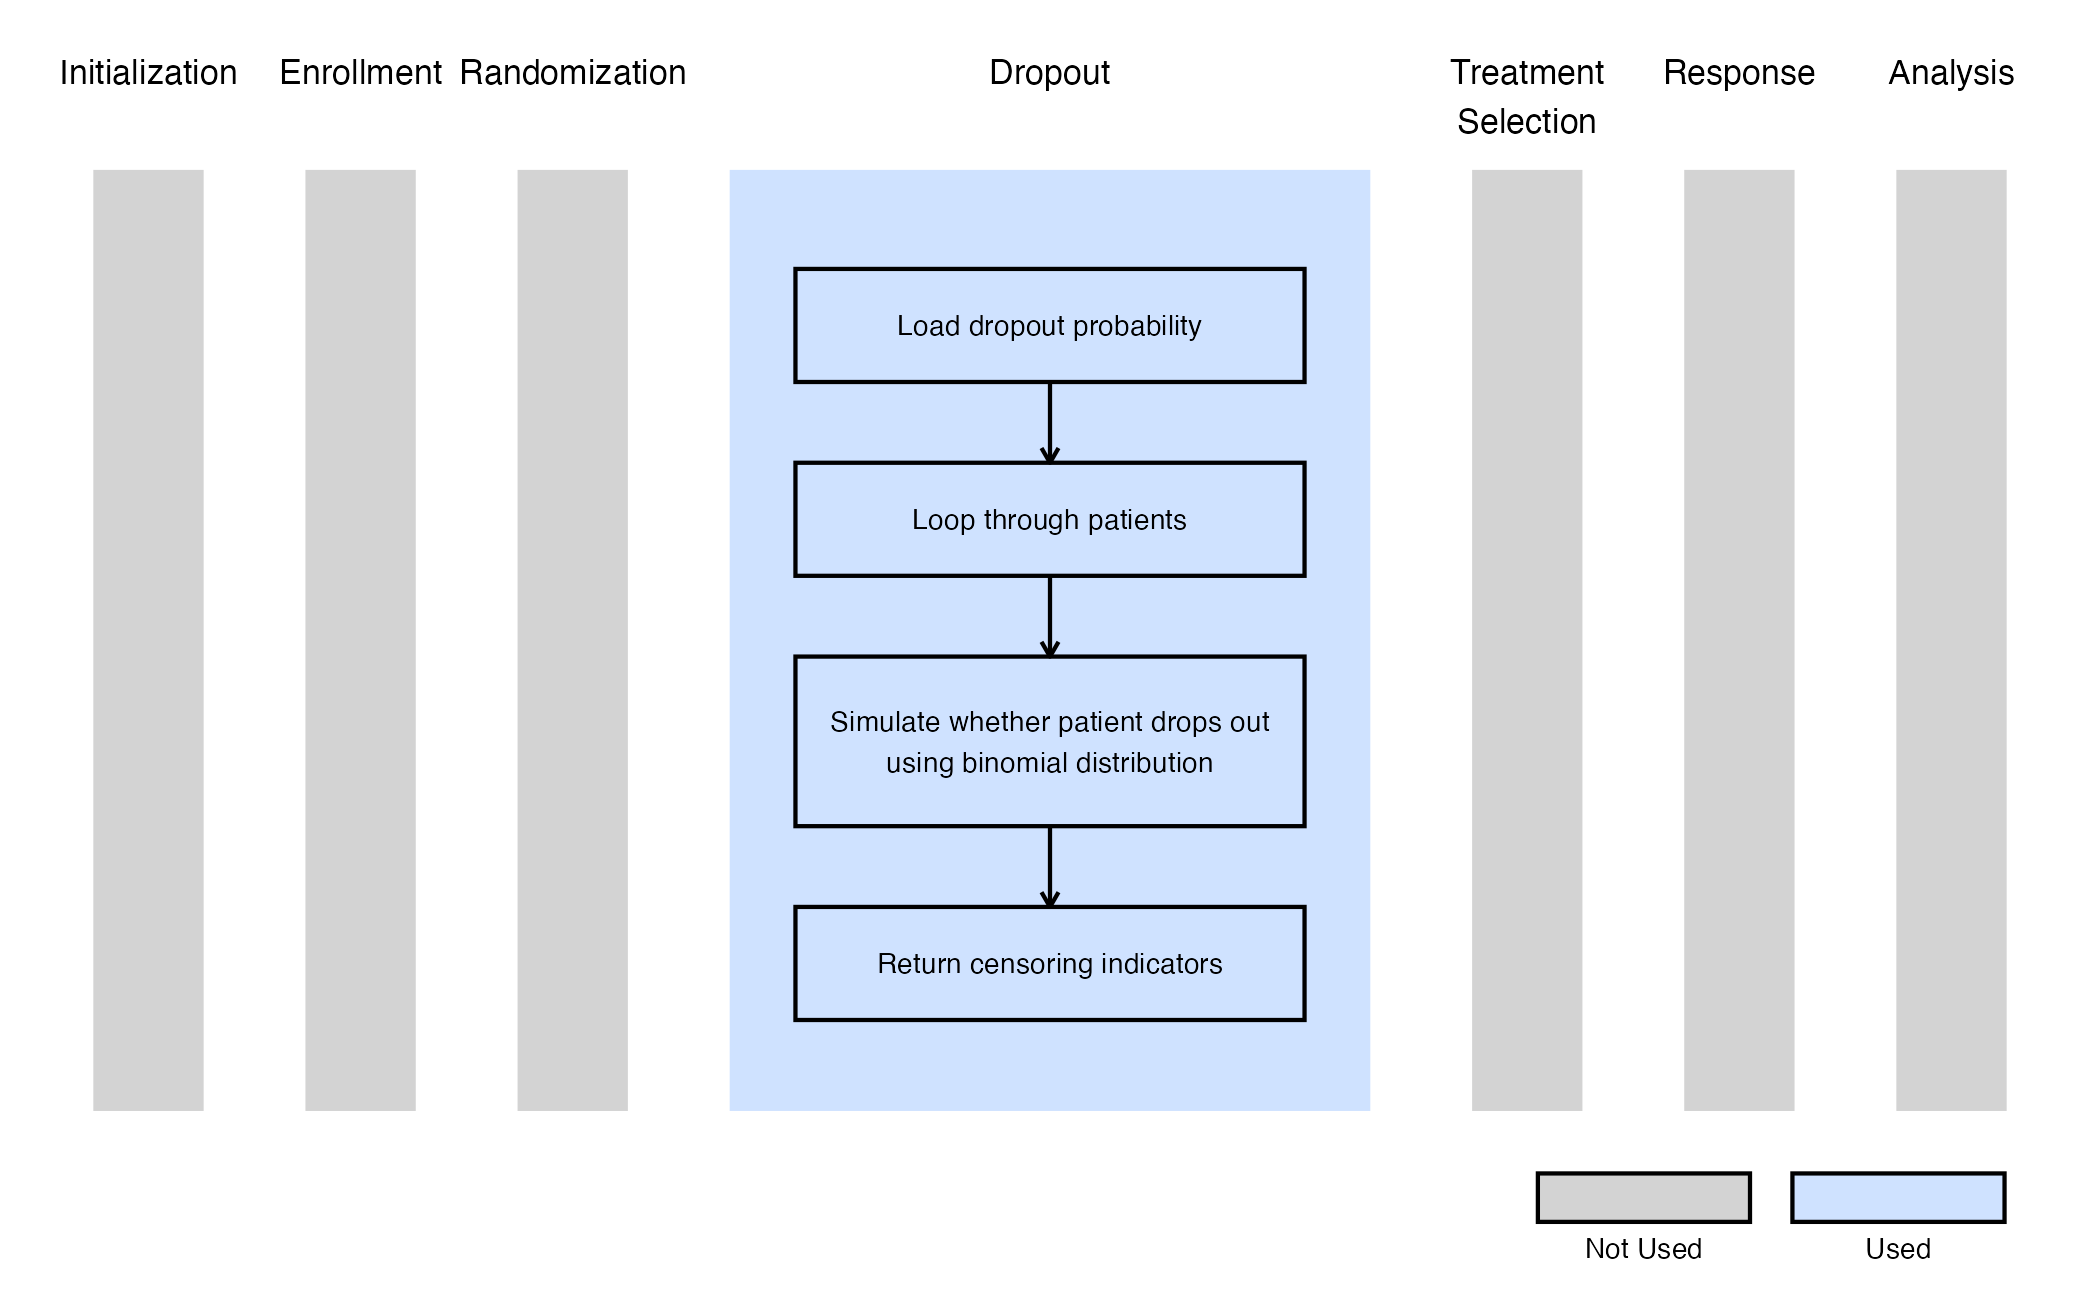 Initialization
Enrollment
Randomization
Dropout
Treatment
Selection
Response
Analysis
Load dropout probability
Loop through patients
Simulate whether patient drops out
using binomial distribution
Return censoring indicators
Not Used
Used